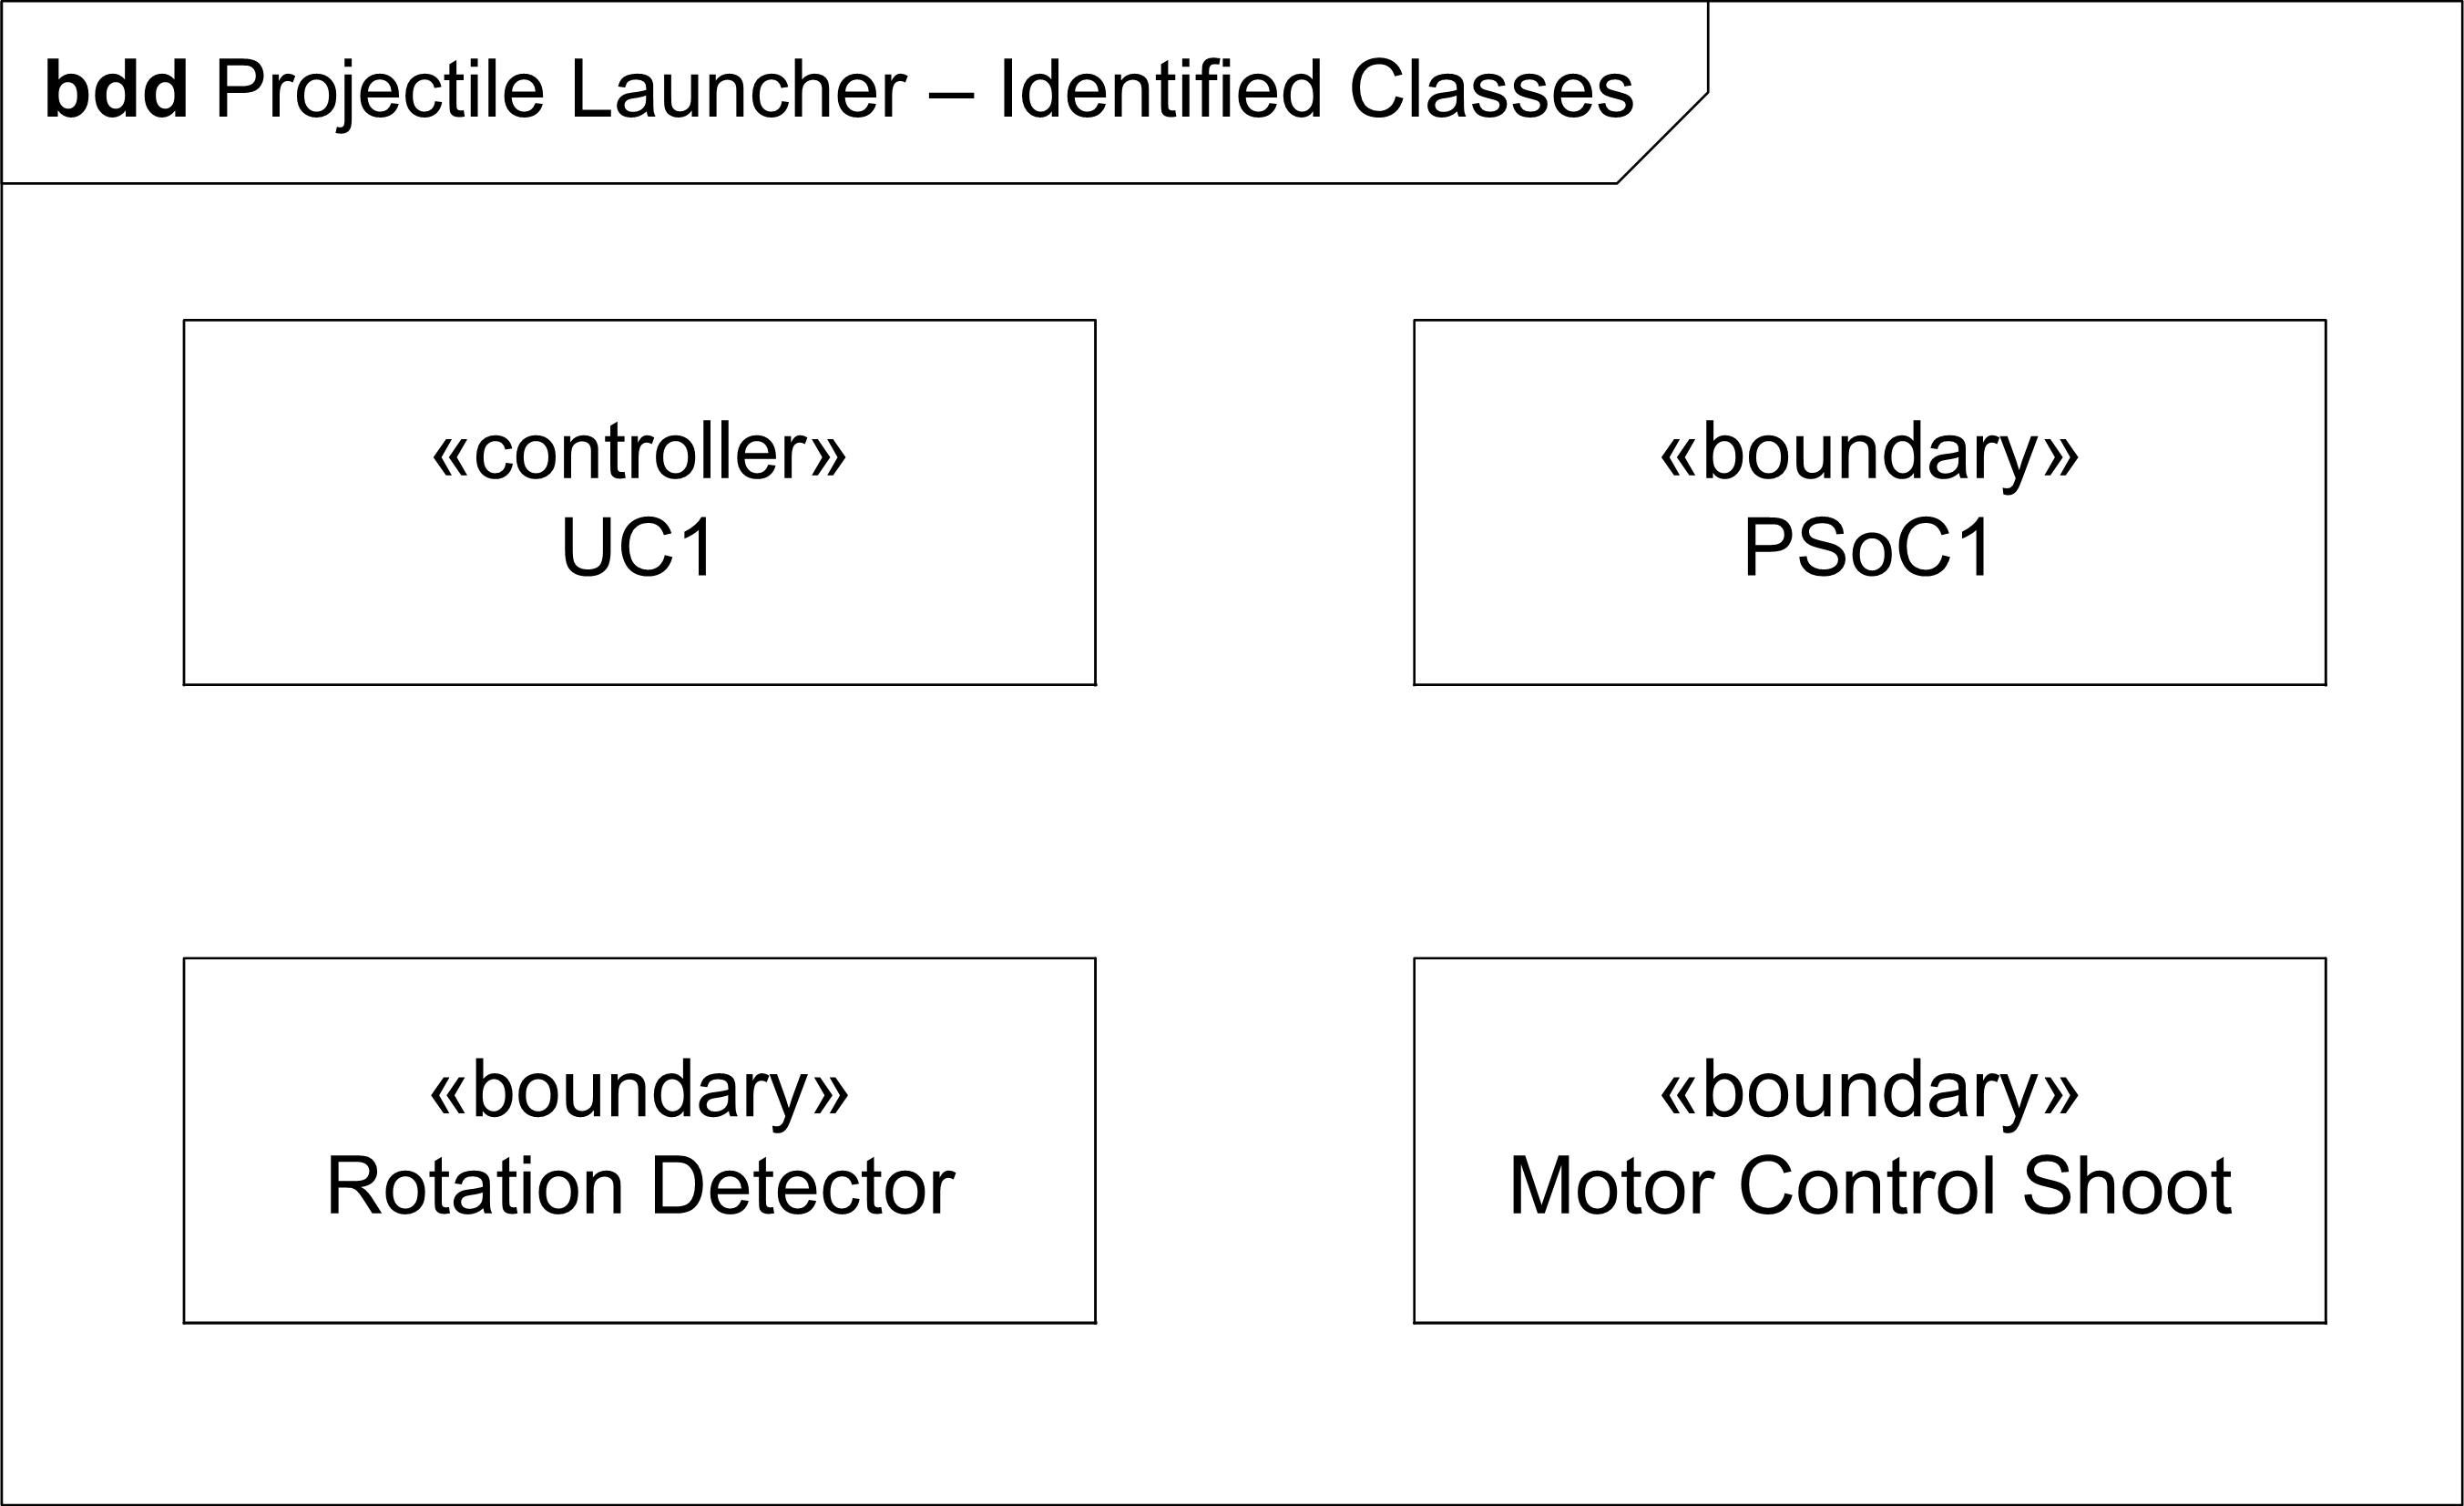 bdd Projectile Launcher – Identified Classes
«controller»
UC1
«boundary»
PSoC1
«boundary»
Rotation Detector
«boundary»
Motor Control Shoot